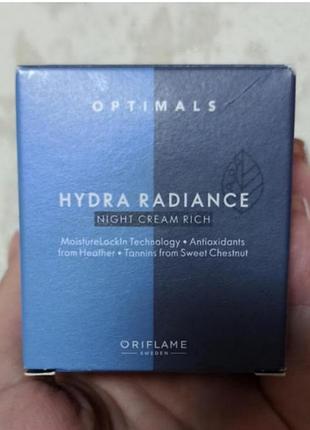 OPTIMALS
HYDRA RADIANCE
NIGHT CREAM RICH
MoistureLockIn Technology • Antioxidants
from Heather • Tannins from Sweet Chestnut
ORIFLAME
SWEDEN